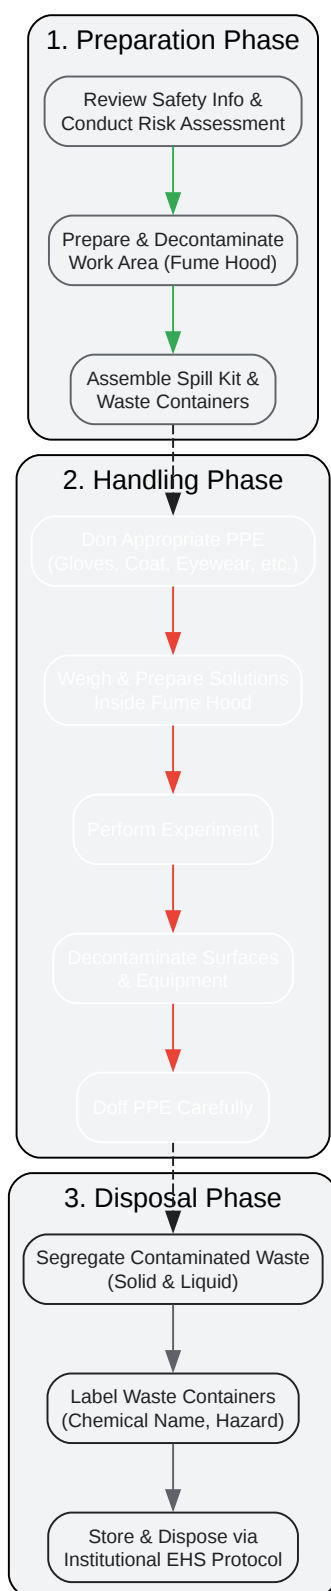 1. Preparation Phase
Review Safety Info &
Conduct Risk Assessment
Prepare & Decontaminate
Work Area (Fume Hood)
Assemble Spill Kit &
Waste Containers
2. Handling Phase
Don Appropriate PPE
(Gloves, Coat, Eyewear, etc.)
Weigh & Prepare Solutions
Inside Fume Hood
Perform Experiment
Decontaminate Surfaces
& Equipment
Doff PPE Carefully
3. Disposal Phase
Segregate Contaminated Waste
(Solid & Liquid)
Label Waste Containers
(Chemical Name, Hazard)
Store & Dispose via
Institutional EHS Protocol